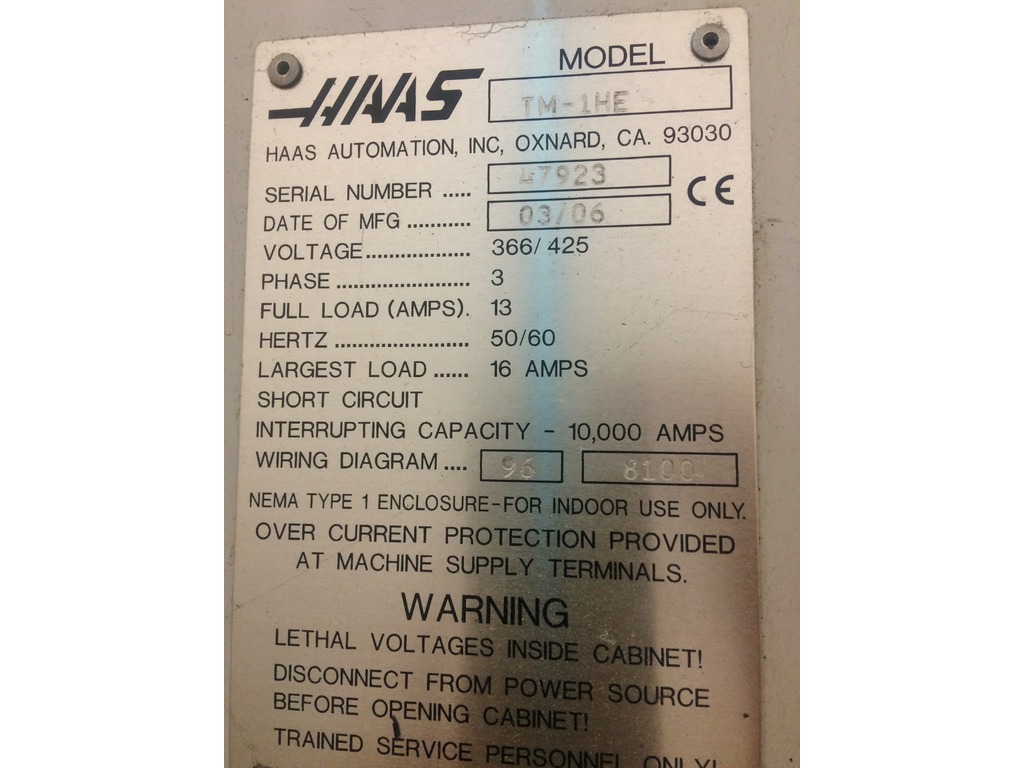 MODEL
HAAS TM-1HE
HAAS AUTOMATION, INC, OXNARD, CA. 93030
SERIAL NUMBER ..... 47923
DATE OF MFG ........... 03/06 CE
VOLTAGE.................. 366/425
PHASE ....................... 3
FULL LOAD (AMPS). 13
HERTZ ....................... 50/60
LARGEST LOAD ...... 16 AMPS
SHORT CIRCUIT
INTERRUPTING CAPACITY - 10,000 AMPS
WIRING DIAGRAM .... 96 8100
NEMA TYPE 1 ENCLOSURE-FOR INDOOR USE ONLY.
OVER CURRENT PROTECTION PROVIDED
AT MACHINE SUPPLY TERMINALS.
WARNING
LETHAL VOLTAGES INSIDE CABINET!
DISCONNECT FROM POWER SOURCE
BEFORE OPENING CABINET!
TRAINED SERVICE PERSONNEL ONLY!